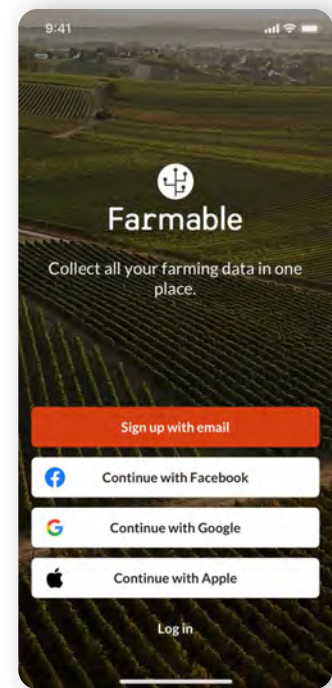 9:41
Farmable
Collect all your farming data in one
place.
Sign up with email
Continue with Facebook
Continue with Google
Continue with Apple
Log in